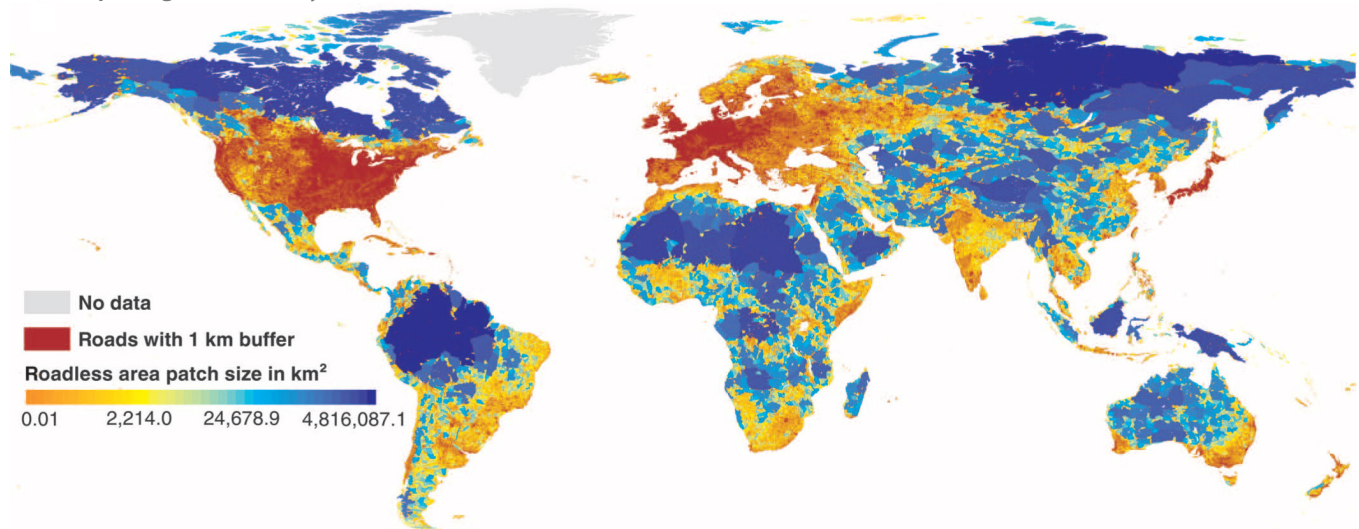 No data
Roads with 1 km buffer
Roadless area patch size in km²
0.01 2,214.0 24,678.9 4,816,087.1